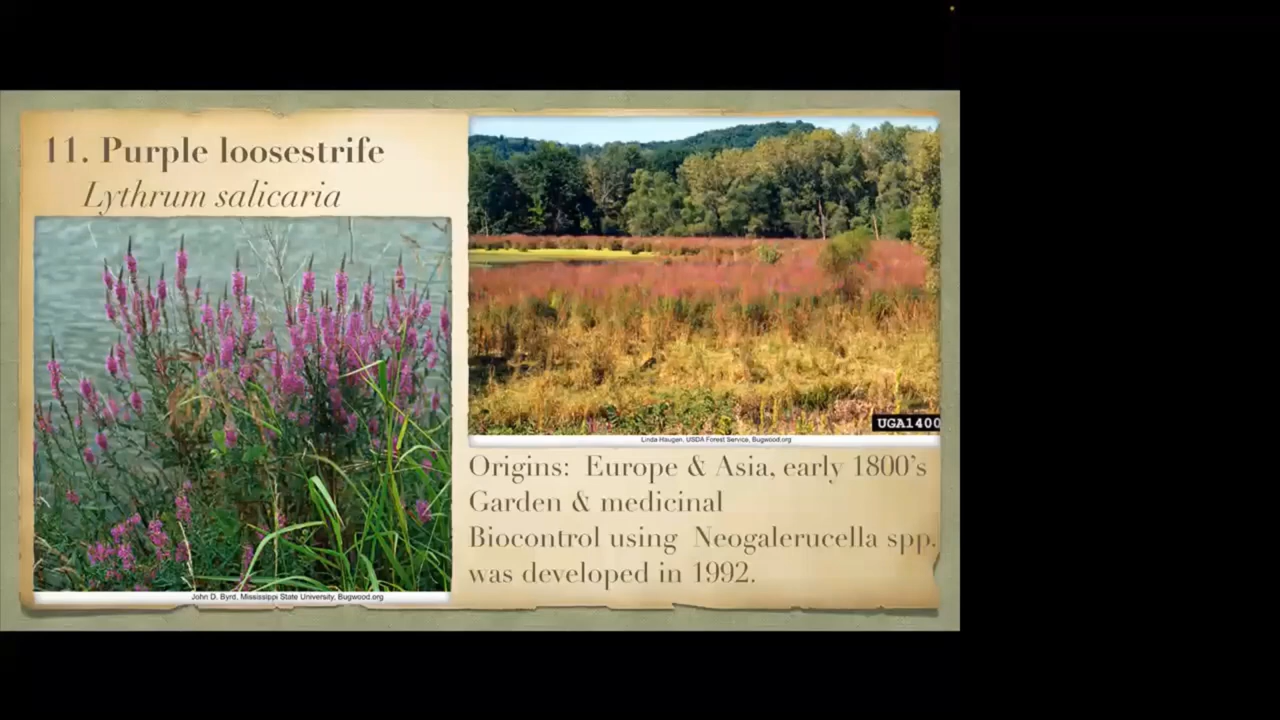 11. Purple loosestrife
Lythrum salicaria
UGA1400
Linda Haugen, USDA Forest Service, Bugwood.org
Origins:  Europe & Asia, early 1800's
Garden & medicinal
Biocontrol using  Neogalerucella spp.
was developed in 1992.
John D. Byrd, Mississippi State University, Bugwood.org